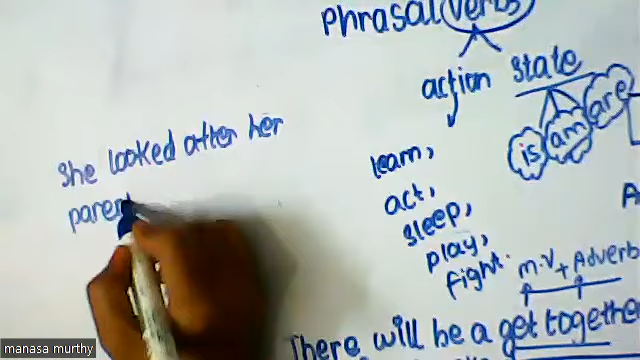 Phrasal Verbs
action state
is am are
learn,
act,
sleep,
play,
fight.
She looked after her
paren
m.v + Adverb
There will be a get together
manasa murthy